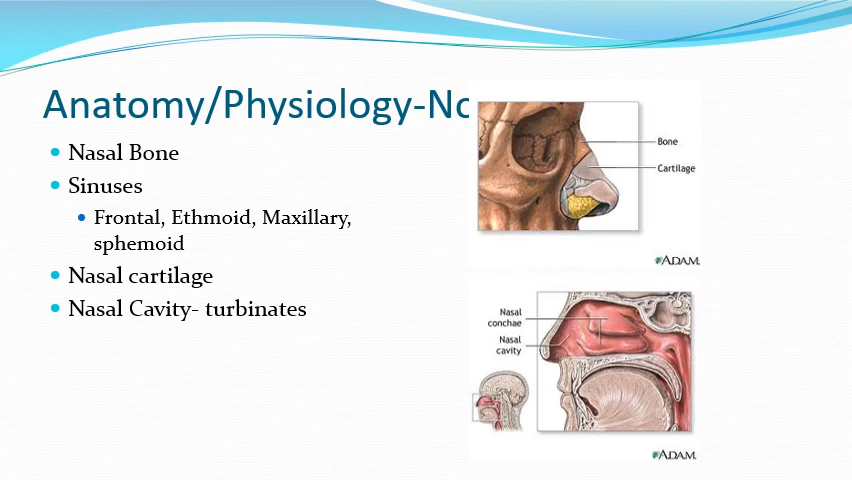 Anatomy/Physiology-No
Nasal Bone
Sinuses
Frontal, Ethmoid, Maxillary,
sphemoid
Nasal cartilage
Nasal Cavity- turbinates
Bone
Cartilage
ADAM.
Nasal
conchae
Nasal
cavity
ADAM.